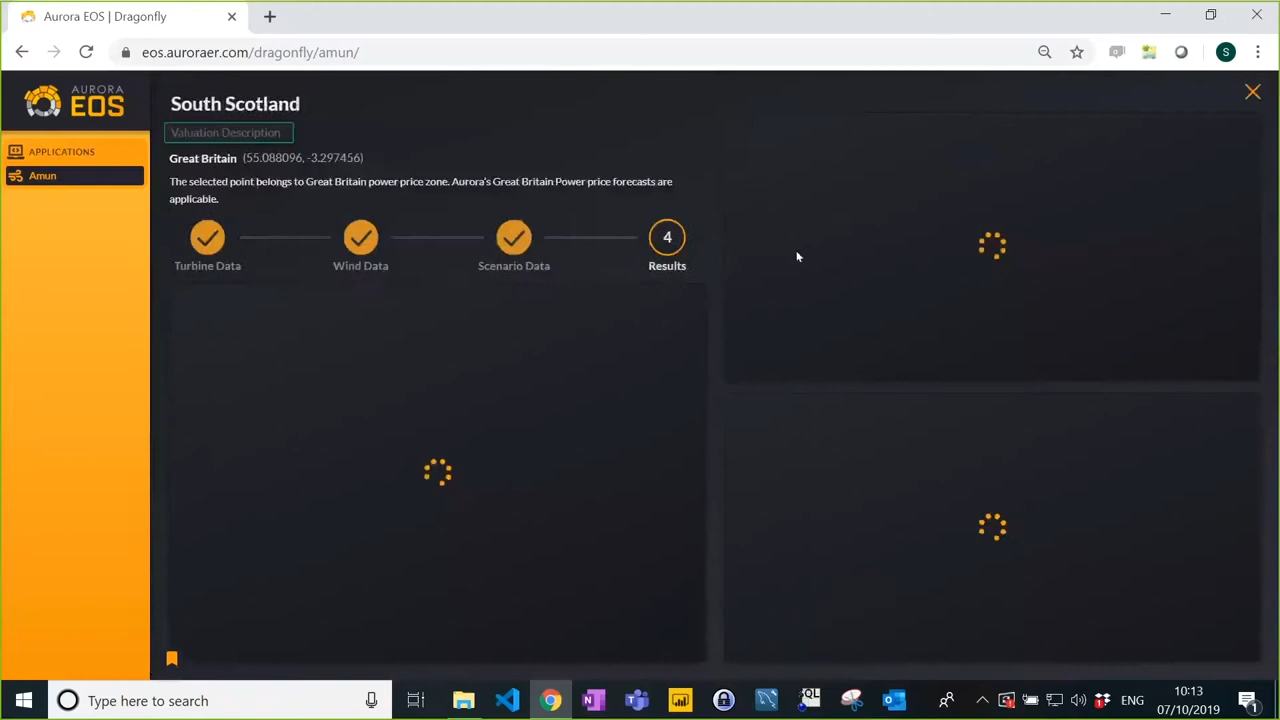 Aurora EOS | Dragonfly
eos.auroraer.com/dragonfly/amun/
S
AURORA
EOS
APPLICATIONS
Amun
South Scotland
Valuation Description
Great Britain (55.088096, -3.297456)
The selected point belongs to Great Britain power price zone. Aurora's Great Britain Power price forecasts are
applicable.
4
Turbine Data
Wind Data
Scenario Data
Results
Type here to search
QL
ENG
10:13
07/10/2019
1